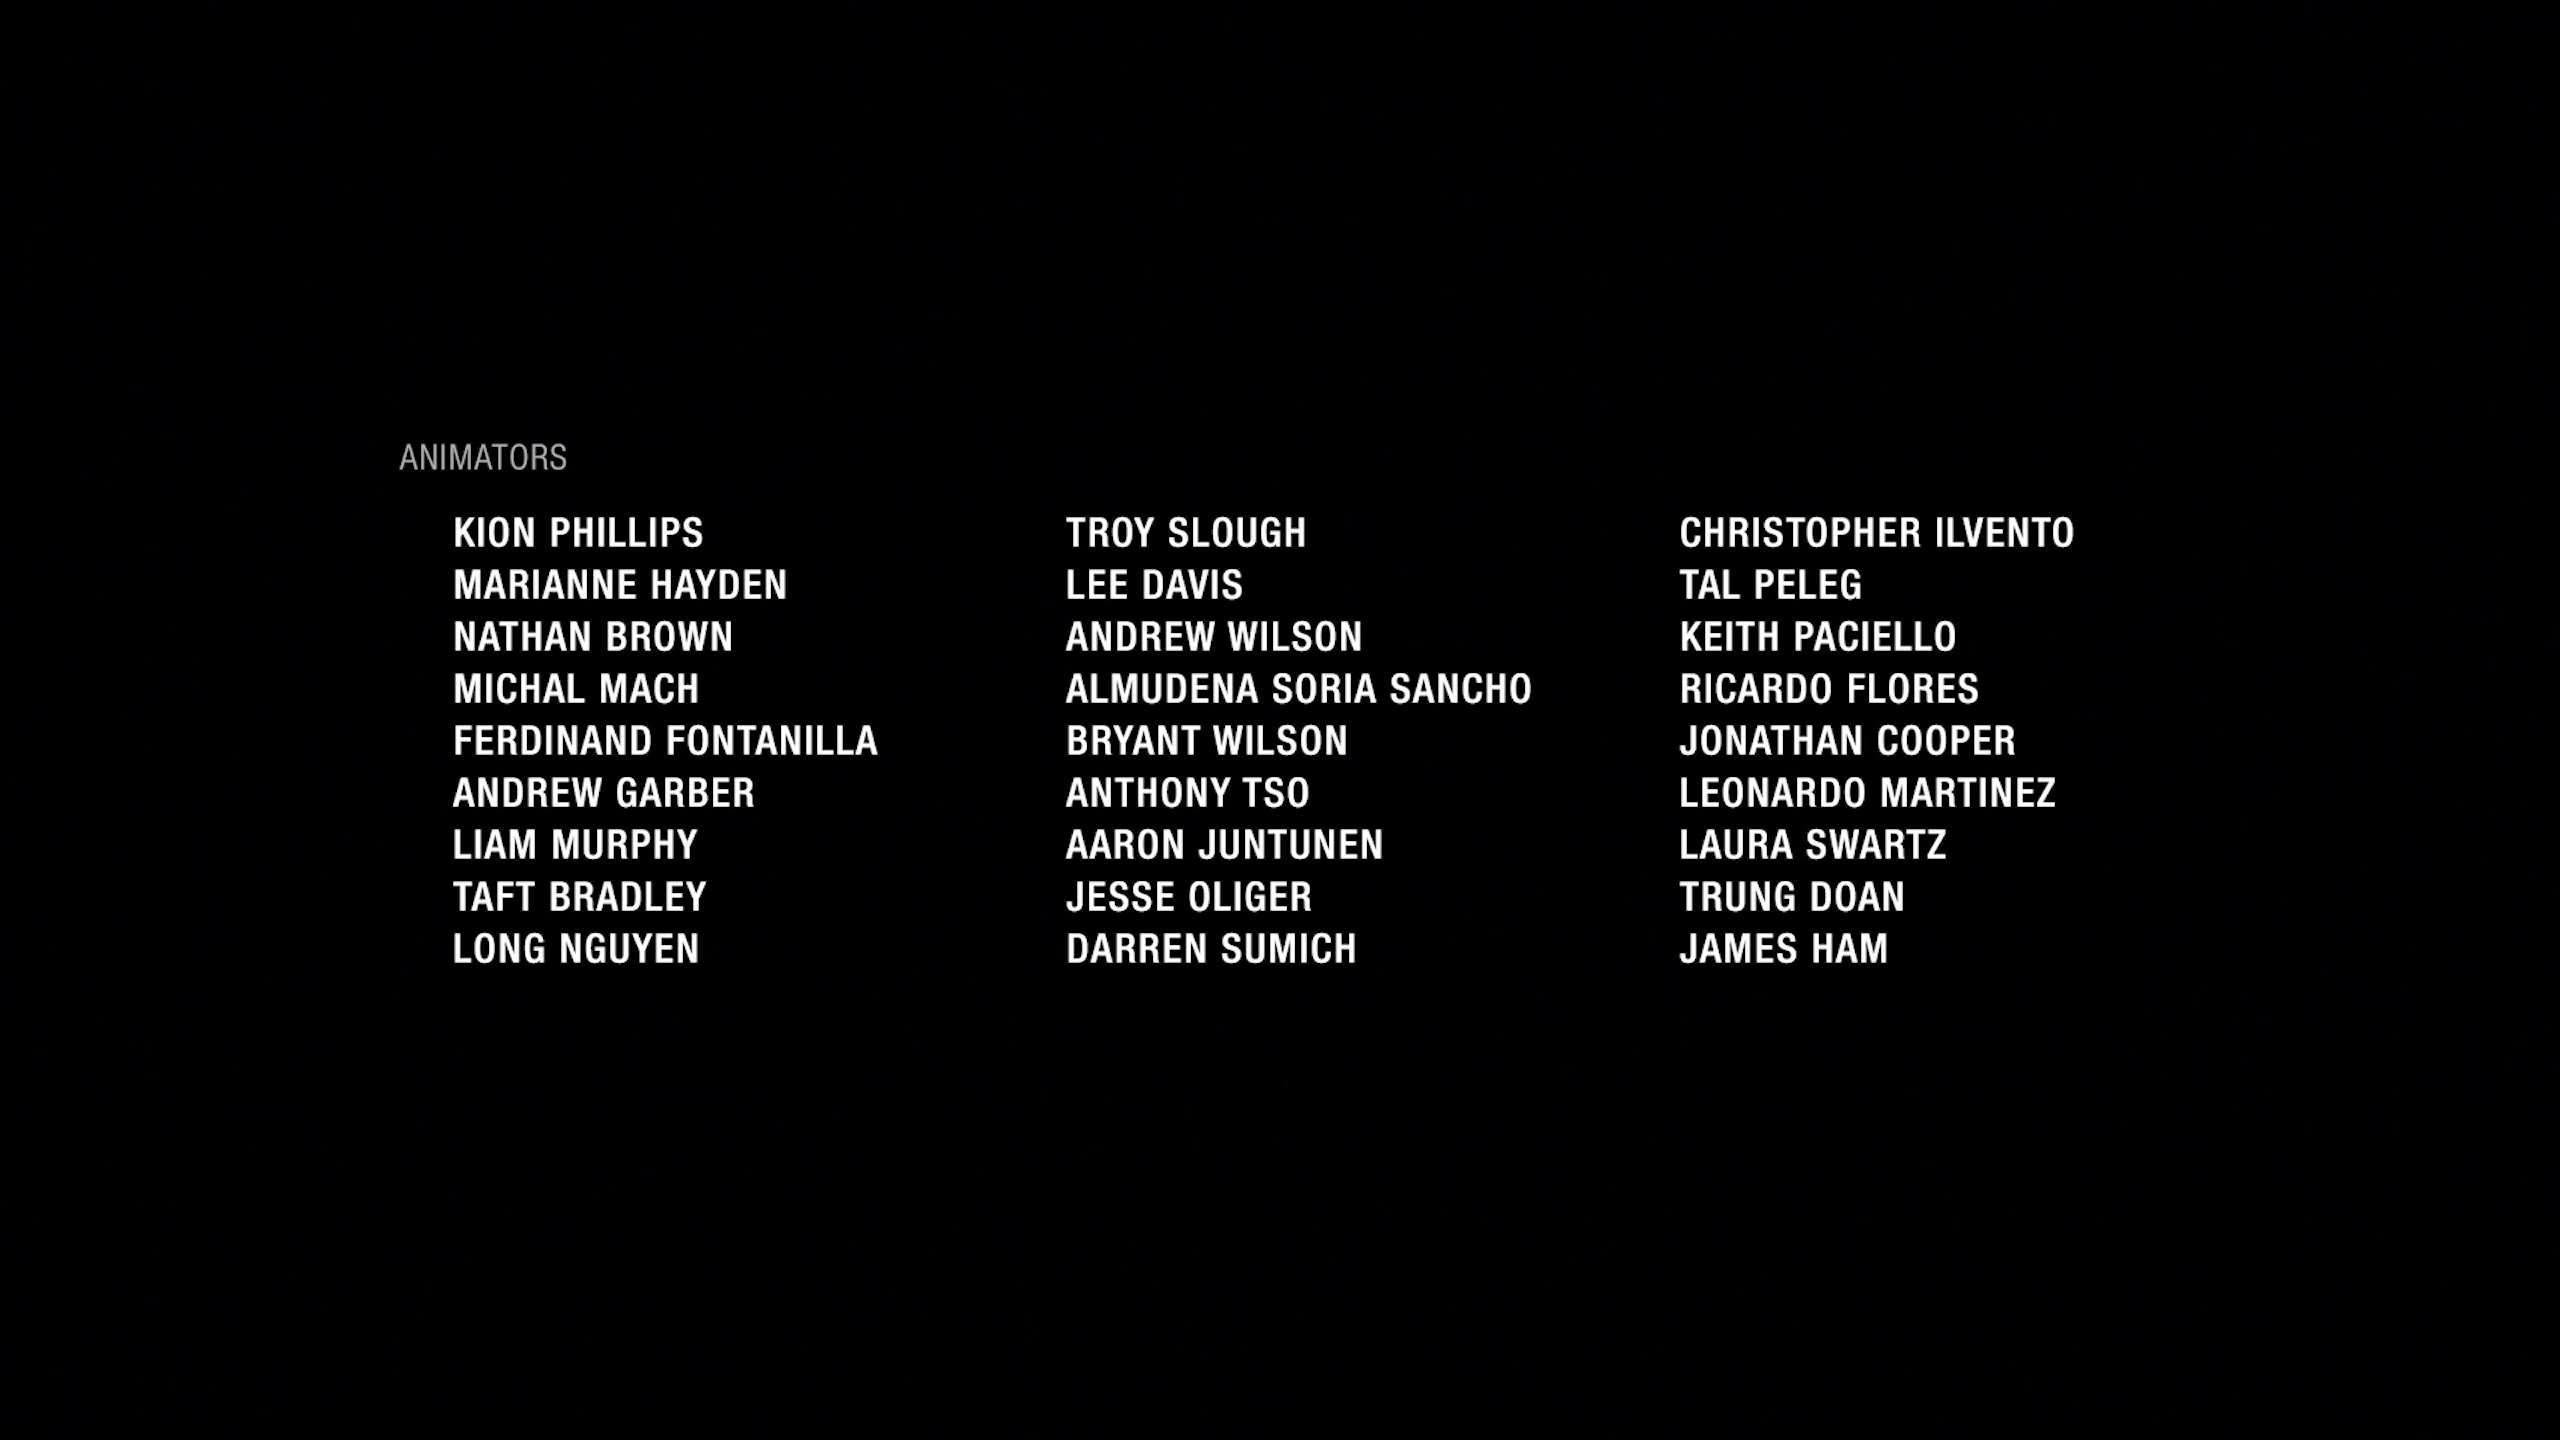 ANIMATORS
KION PHILLIPS
MARIANNE HAYDEN
NATHAN BROWN
MICHAL MACH
FERDINAND FONTANILLA
ANDREW GARBER
LIAM MURPHY
TAFT BRADLEY
LONG NGUYEN
TROY SLOUGH
LEE DAVIS
ANDREW WILSON
ALMUDENA SORIA SANCHO
BRYANT WILSON
ANTHONY TSO
AARON JUNTUNEN
JESSE OLIGER
DARREN SUMICH
CHRISTOPHER ILVENTO
TAL PELEG
KEITH PACIELLO
RICARDO FLORES
JONATHAN COOPER
LEONARDO MARTINEZ
LAURA SWARTZ
TRUNG DOAN
JAMES HAM